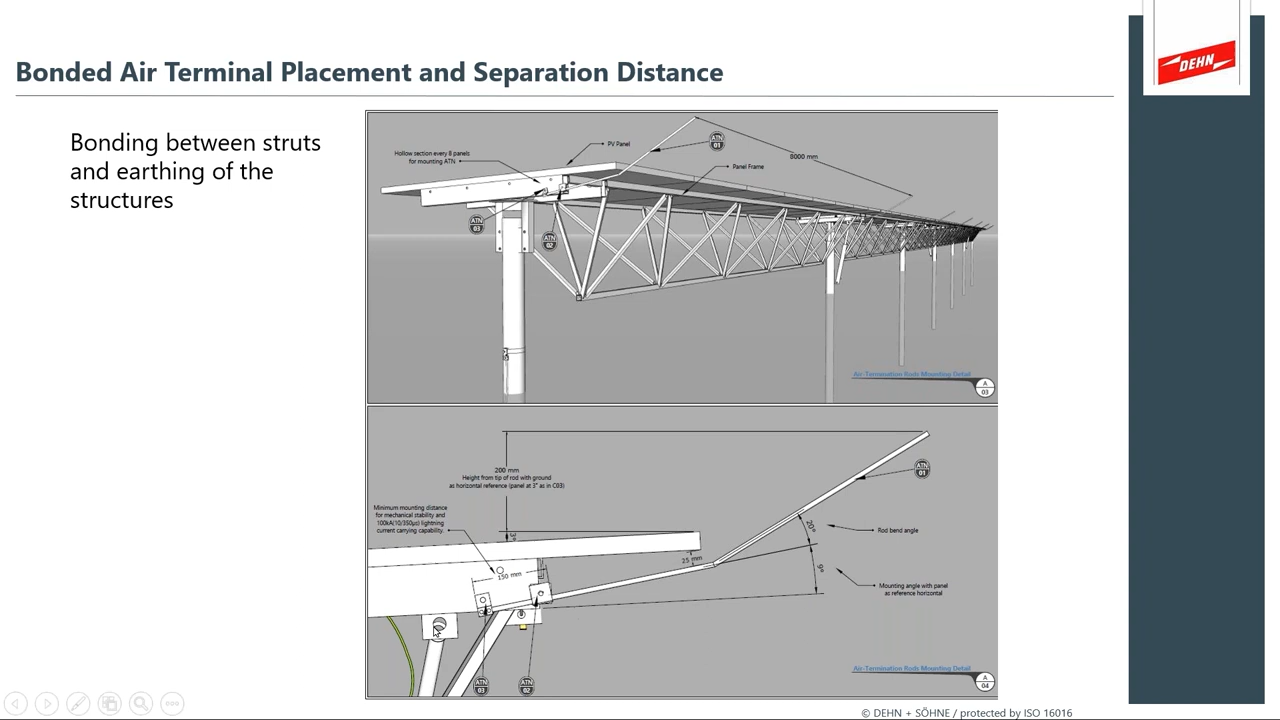 Bonded Air Terminal Placement and Separation Distance
DEHN
Bonding between struts
and earthing of the
structures
PV Panel
ATN
01
Hollow section every 8 panels
for mounting ATN
8000 mm
Panel Frame
ATN
03
ATN
02
Air-Termination Rods Mounting Detail
A
03
200 mm
Height from tip of rod with ground
as horizontal reference (panel at 3° as in C03)
ATN
01
Minimum mounting distance
for mechanical stability and
100kA(10/350µs) lightning
current carrying capability.
3°
20°
Rod bend angle
25 mm
9°
150 mm
Mounting angle with panel
as reference horizontal
Air-Termination Rods Mounting Detail
A
04
ATN
03
ATN
02
© DEHN + SÖHNE / protected by ISO 16016